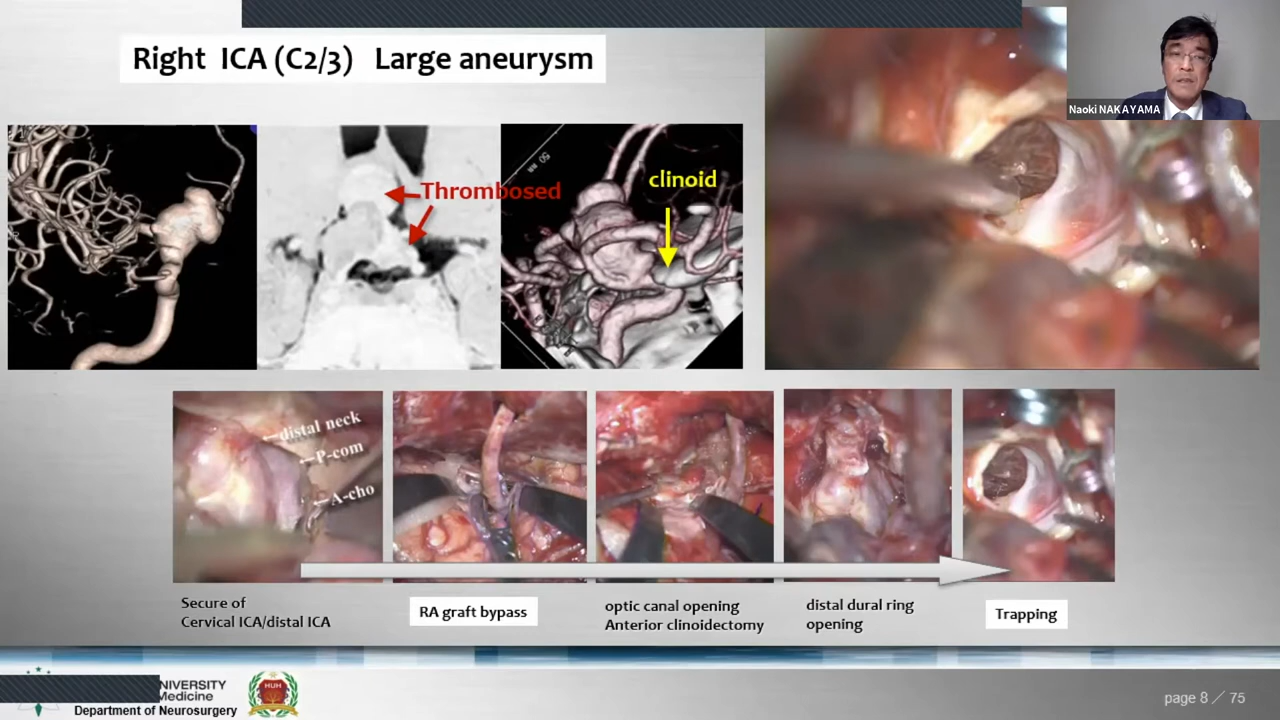 Right ICA (C2/3) Large aneurysm
Naoki NAKAYAMA
Thrombosed
clinoid
distal neck
P-com
A-cho
Secure of
Cervical ICA/distal ICA
RA graft bypass
optic canal opening
Anterior clinoidectomy
distal dural ring
opening
Trapping
NIVERSITY
Medicine
Department of Neurosurgery
HUH
page 8 / 75